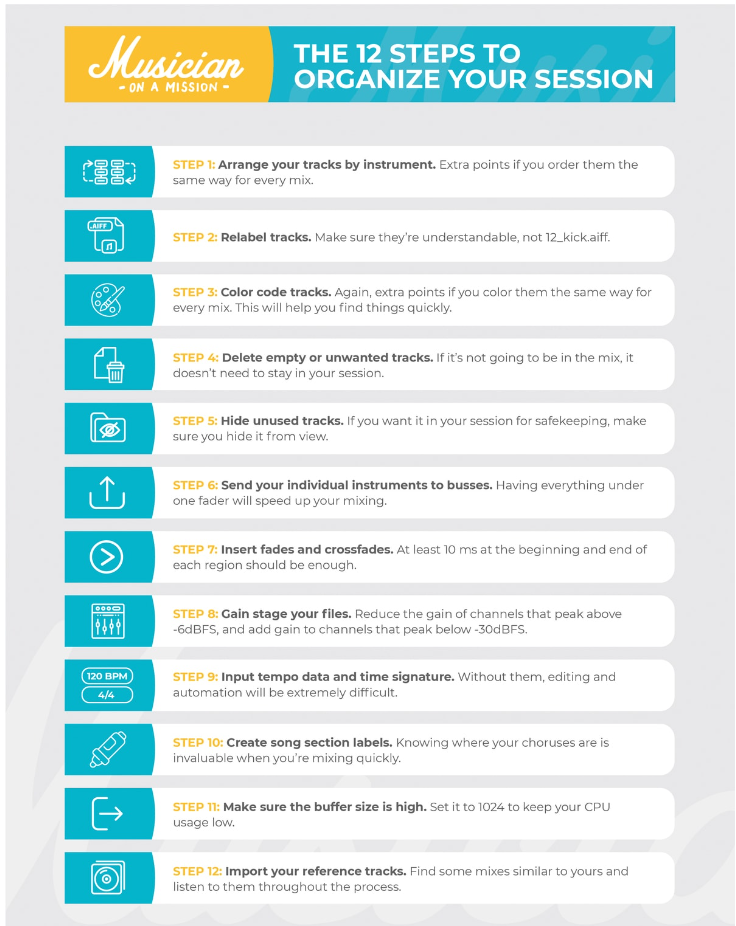 Musician
- ON A MISSION -
THE 12 STEPS TO
ORGANIZE YOUR SESSION
STEP 1: Arrange your tracks by instrument. Extra points if you order them the
same way for every mix.
.AIFF
STEP 2: Relabel tracks. Make sure they're understandable, not 12_kick.aiff.
STEP 3: Color code tracks. Again, extra points if you color them the same way for
every mix. This will help you find things quickly.
STEP 4: Delete empty or unwanted tracks. If it's not going to be in the mix, it
doesn't need to stay in your session.
STEP 5: Hide unused tracks. If you want it in your session for safekeeping, make
sure you hide it from view.
STEP 6: Send your individual instruments to busses. Having everything under
one fader will speed up your mixing.
STEP 7: Insert fades and crossfades. At least 10 ms at the beginning and end of
each region should be enough.
STEP 8: Gain stage your files. Reduce the gain of channels that peak above
-6dBFS, and add gain to channels that peak below -30dBFS.
120 BPM
4/4
STEP 9: Input tempo data and time signature. Without them, editing and
automation will be extremely difficult.
STEP 10: Create song section labels. Knowing where your choruses are is
invaluable when you're mixing quickly.
STEP 11: Make sure the buffer size is high. Set it to 1024 to keep your CPU
usage low.
STEP 12: Import your reference tracks. Find some mixes similar to yours and
listen to them throughout the process.